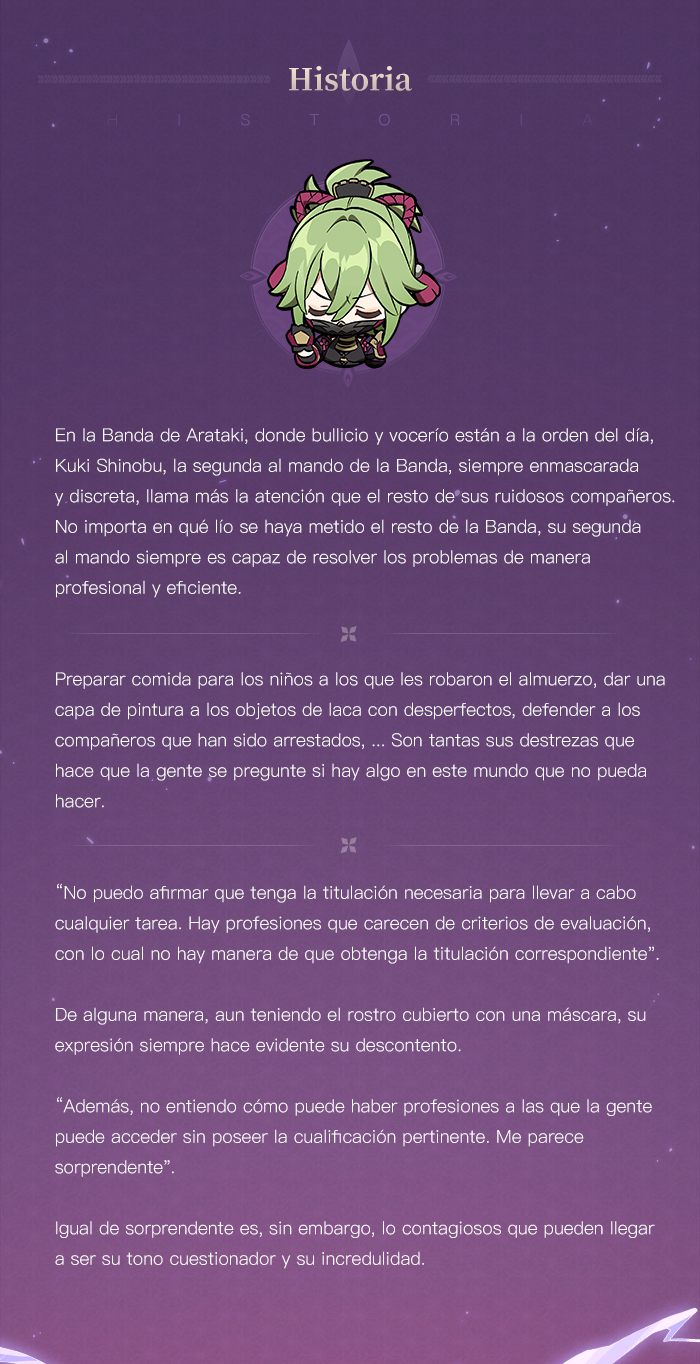 Historia
H I S T O R I A
En la Banda de Arataki, donde bullicio y vocerío están a la orden del día,
Kuki Shinobu, la segunda al mando de la Banda, siempre enmascarada
y discreta, llama más la atención que el resto de sus ruidosos compañeros.
No importa en qué lío se haya metido el resto de la Banda, su segunda
al mando siempre es capaz de resolver los problemas de manera
profesional y eficiente.
Preparar comida para los niños a los que les robaron el almuerzo, dar una
capa de pintura a los objetos de laca con desperfectos, defender a los
compañeros que han sido arrestados, ... Son tantas sus destrezas que
hace que la gente se pregunte si hay algo en este mundo que no pueda
hacer.
“No puedo afirmar que tenga la titulación necesaria para llevar a cabo
cualquier tarea. Hay profesiones que carecen de criterios de evaluación,
con lo cual no hay manera de que obtenga la titulación correspondiente”.
De alguna manera, aun teniendo el rostro cubierto con una máscara, su
expresión siempre hace evidente su descontento.
“Además, no entiendo cómo puede haber profesiones a las que la gente
puede acceder sin poseer la cualificación pertinente. Me parece
sorprendente”.
Igual de sorprendente es, sin embargo, lo contagiosos que pueden llegar
a ser su tono cuestionador y su incredulidad.